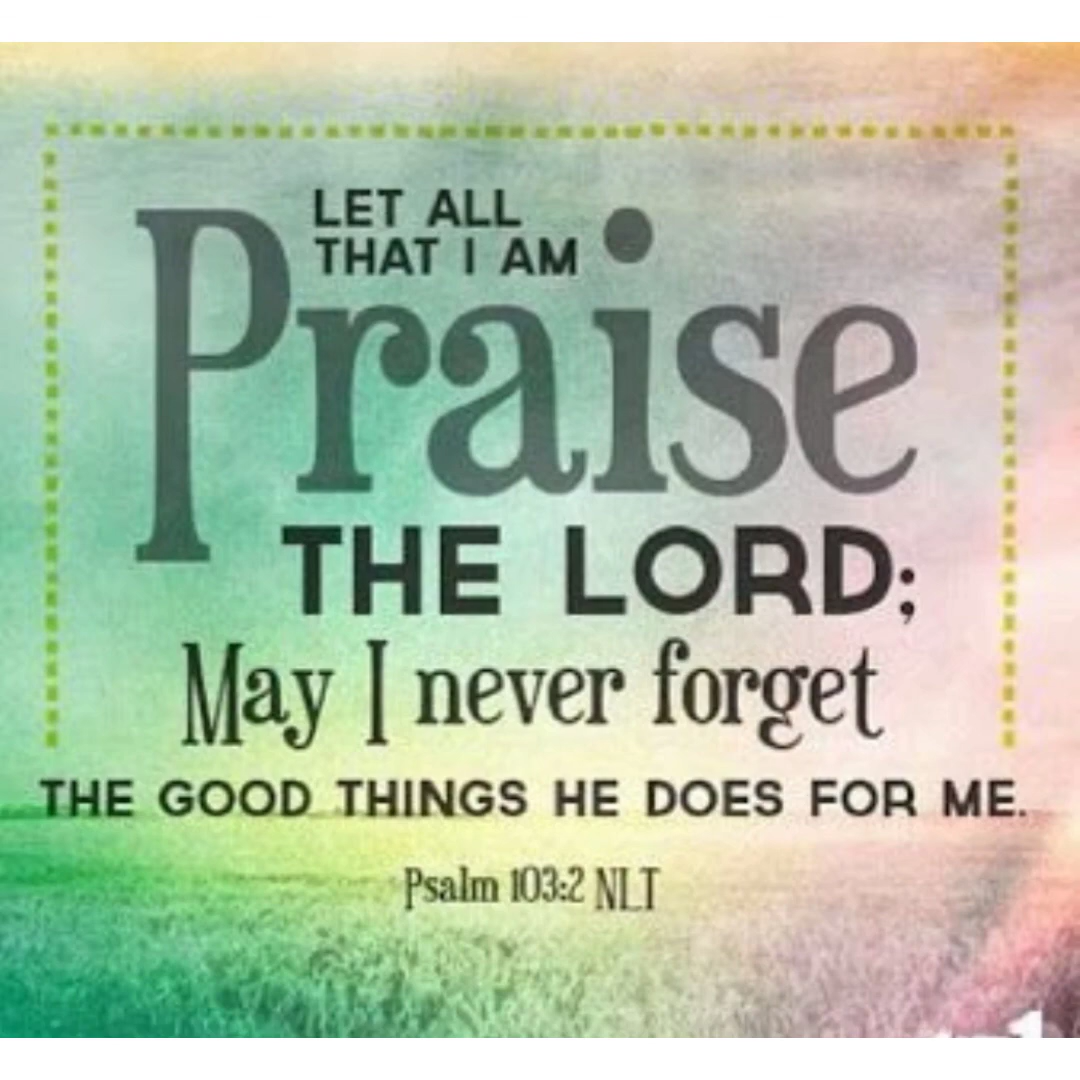 LET ALL
THAT I AM
Praise
THE LORD;
May I never forget
THE GOOD THINGS HE DOES FOR ME.
Psalm 103:2 NLT